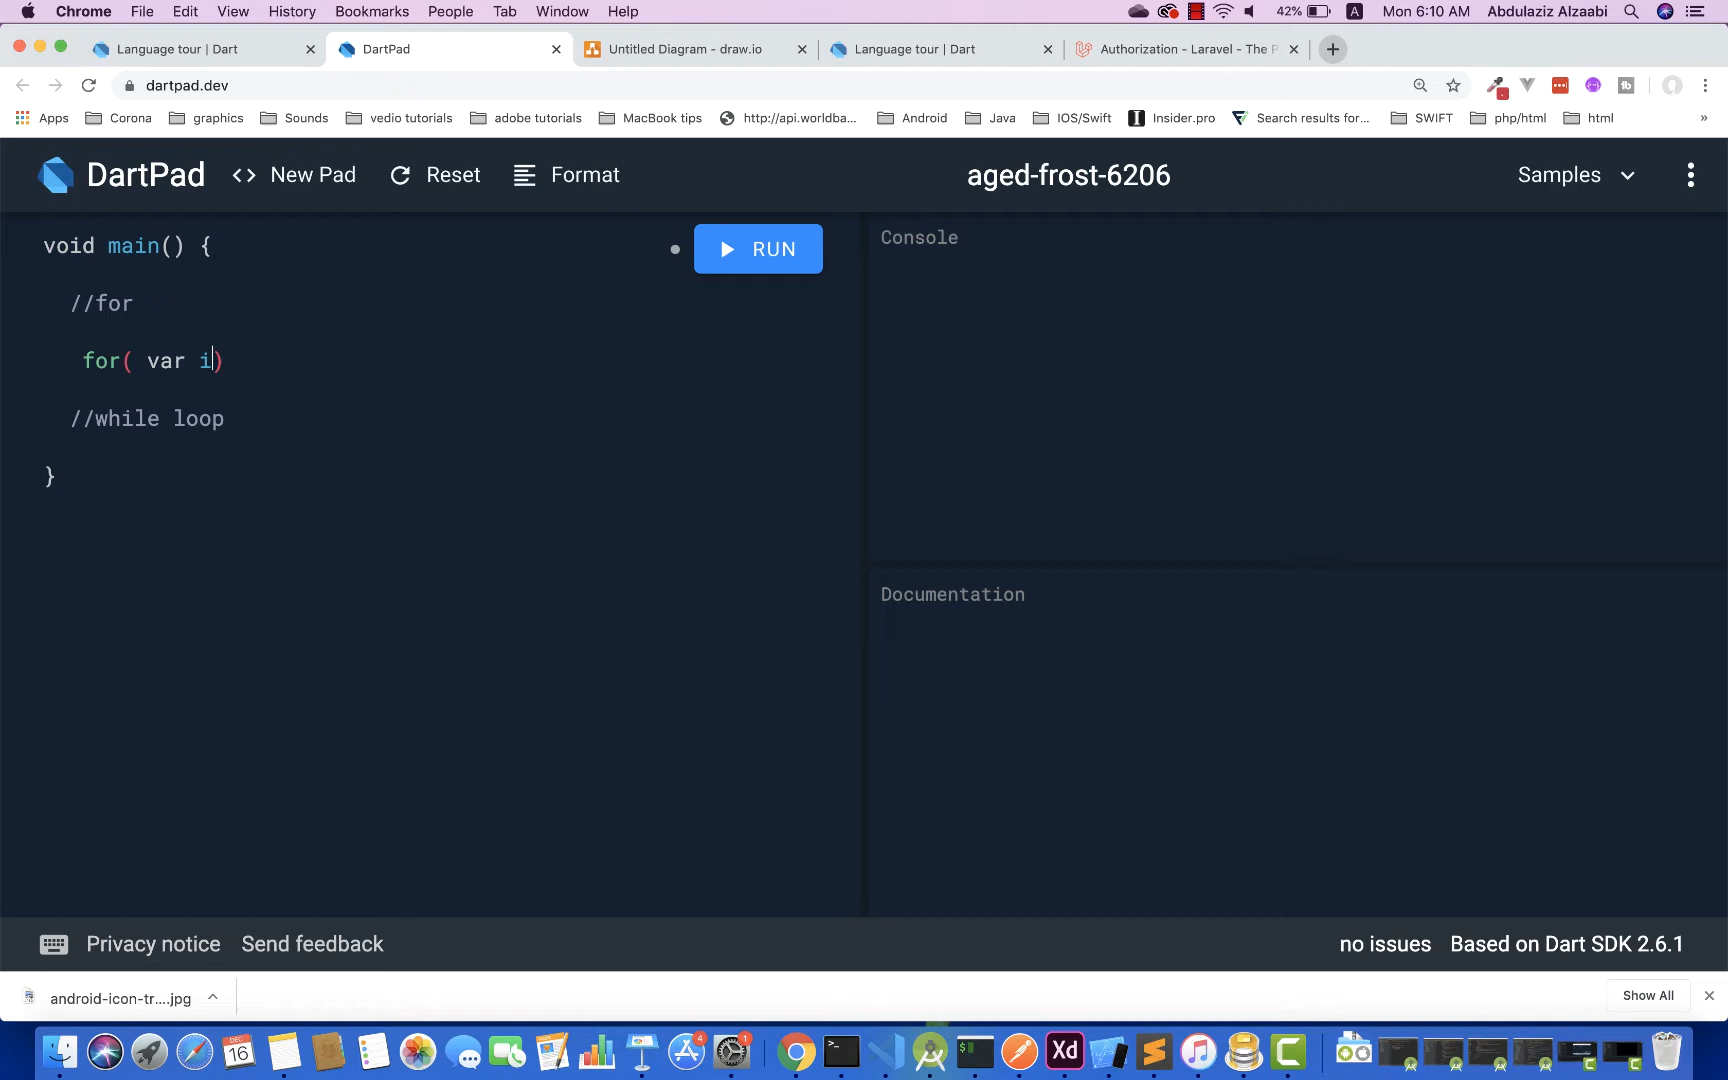 Chrome File Edit View History Bookmarks People Tab Window Help 42% A Mon 6:10 AM Abdulaziz Alzaabi
Language tour | Dart DartPad Untitled Diagram - draw.io Language tour | Dart Authorization - Laravel - The P
dartpad.dev
Apps Corona graphics Sounds vedio tutorials adobe tutorials MacBook tips http://api.worldba... Android Java IOS/Swift Insider.pro Search results for... SWIFT php/html html »
DartPad <> New Pad Reset Format aged-frost-6206 Samples
void main() {
RUN
Console
//for
for( var i)
//while loop
}
Documentation
Privacy notice Send feedback no issues Based on Dart SDK 2.6.1
android-icon-tr....jpg Show All
DEC
16
4
1
Xd